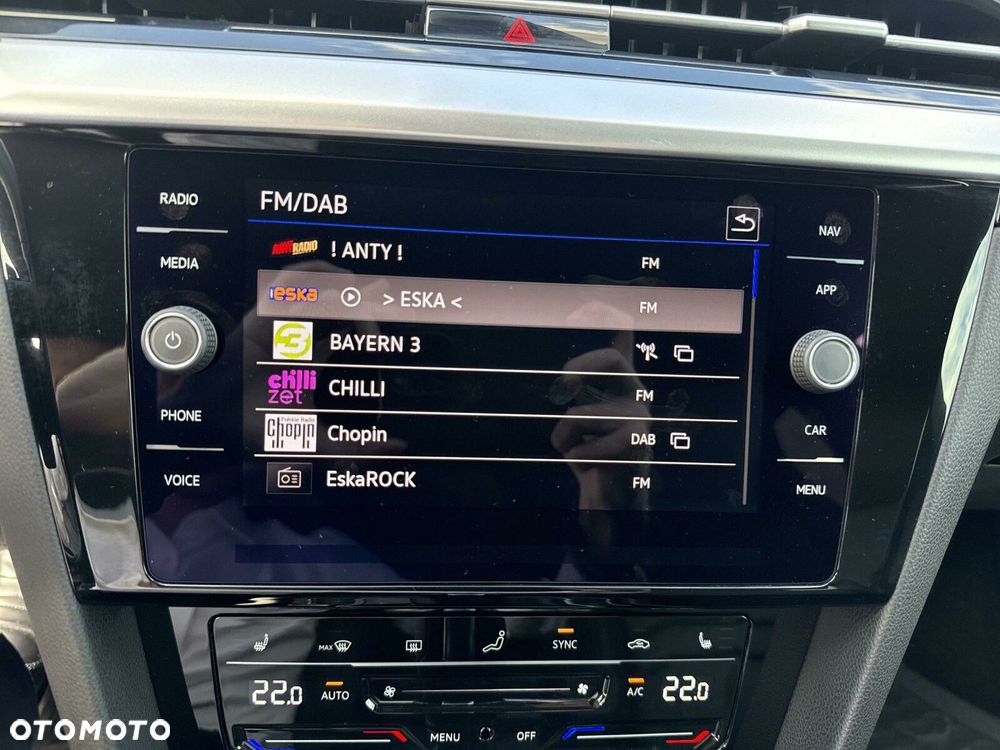 RADIO
FM/DAB
NAV
MEDIA
ANTYRADIO ! ANTY ! FM
APP
eska > ESKA < FM
3 BAYERN 3
chilli zet CHILLI FM
PHONE
CAR
Polskie Radio Chopin Chopin DAB
VOICE
EskaROCK FM
MENU
MAX SYNC
22.0 AUTO A/C 22.0
MENU OFF
OTOMOTO